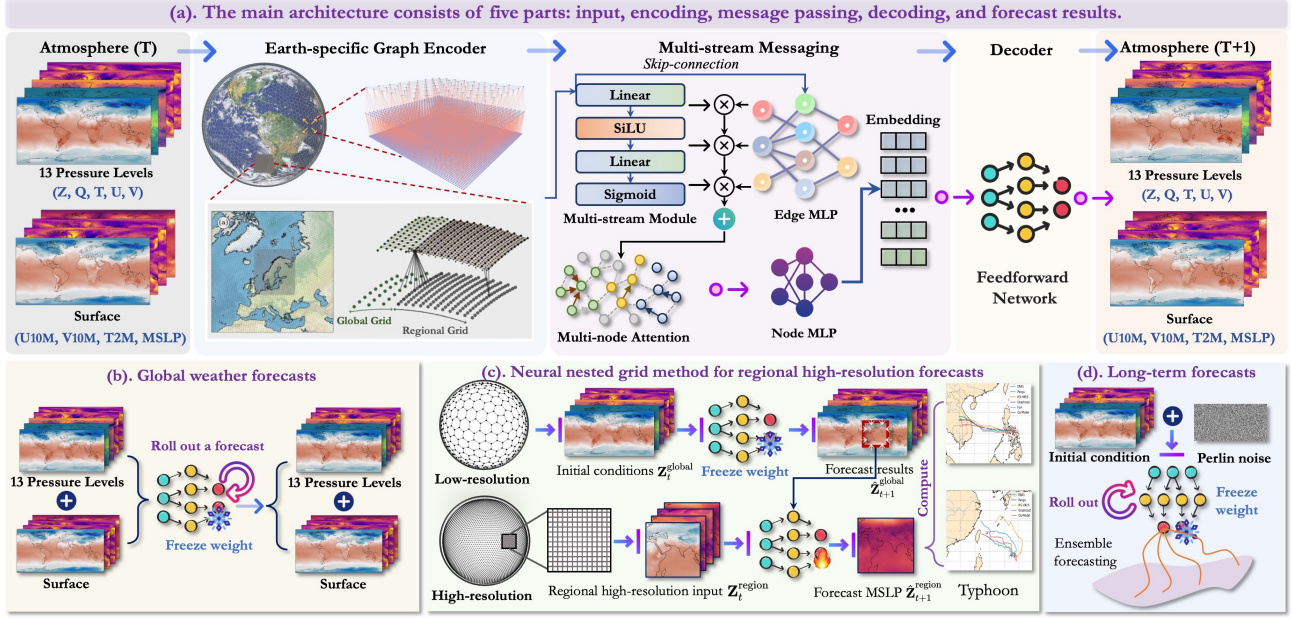 (a). The main architecture consists of five parts: input, encoding, message passing, decoding, and forecast results.
Atmosphere (T)
13 Pressure Levels
(Z, Q, T, U, V)
Surface
(U10M, V10M, T2M, MSLP)
Earth-specific Graph Encoder
(a)
Global Grid
Regional Grid
Multi-stream Messaging
Skip-connection
Linear
SiLU
Linear
Sigmoid
Multi-stream Module
Edge MLP
Embedding
Multi-node Attention
Node MLP
Decoder
Feedforward
Network
Atmosphere (T+1)
13 Pressure Levels
(Z, Q, T, U, V)
Surface
(U10M, V10M, T2M, MSLP)
(b). Global weather forecasts
13 Pressure Levels
Surface
Roll out a forecast
Freeze weight
13 Pressure Levels
Surface
(c). Neural nested grid method for regional high-resolution forecasts
Low-resolution
Initial conditions Z_t^global
Freeze weight
Forecast results
Ẑ_{t+1}^global
High-resolution
Regional high-resolution input Z_t^region
Forecast MSLP Ẑ_{t+1}^region
Compute
Typhoon
(d). Long-term forecasts
Initial condition
Perlin noise
Roll out
Freeze
weight
Ensemble
forecasting